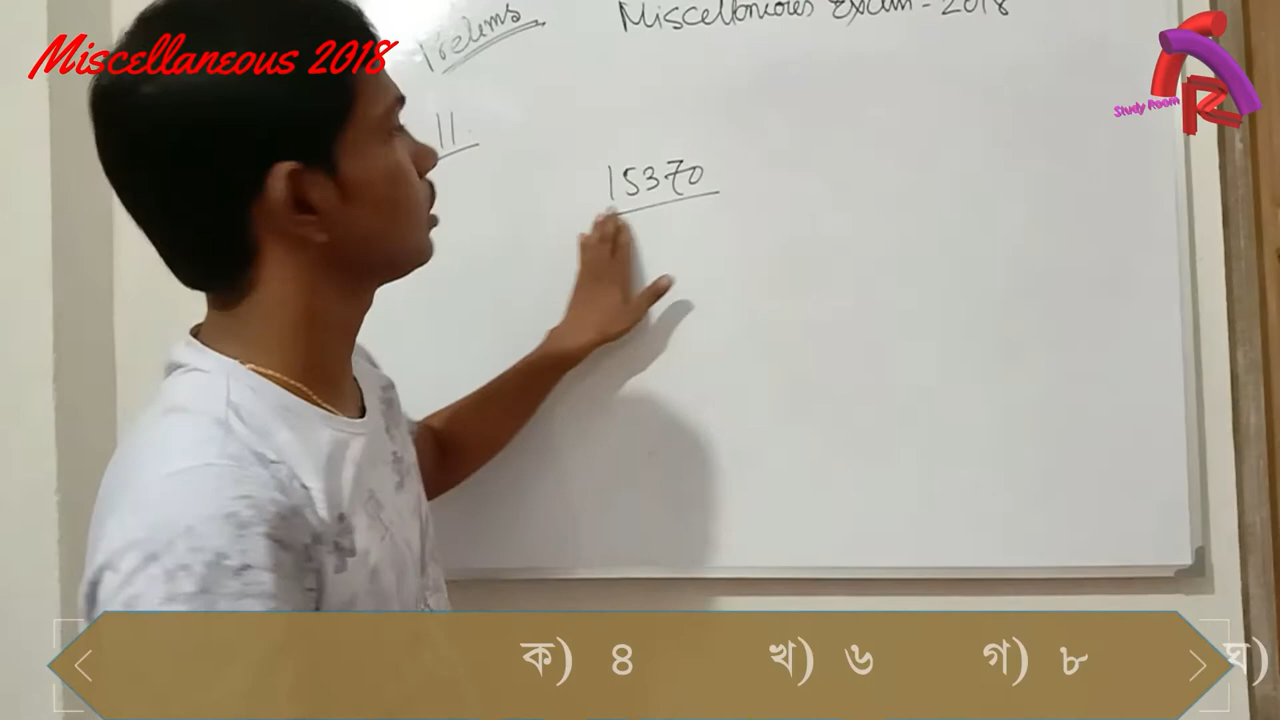 Miscellaneous 2018
Prelims
Miscellaneous Exam - 2018
Study Room
R
11.
15370
ক) ৪ খ) ৬ গ) ৮ ঘ)